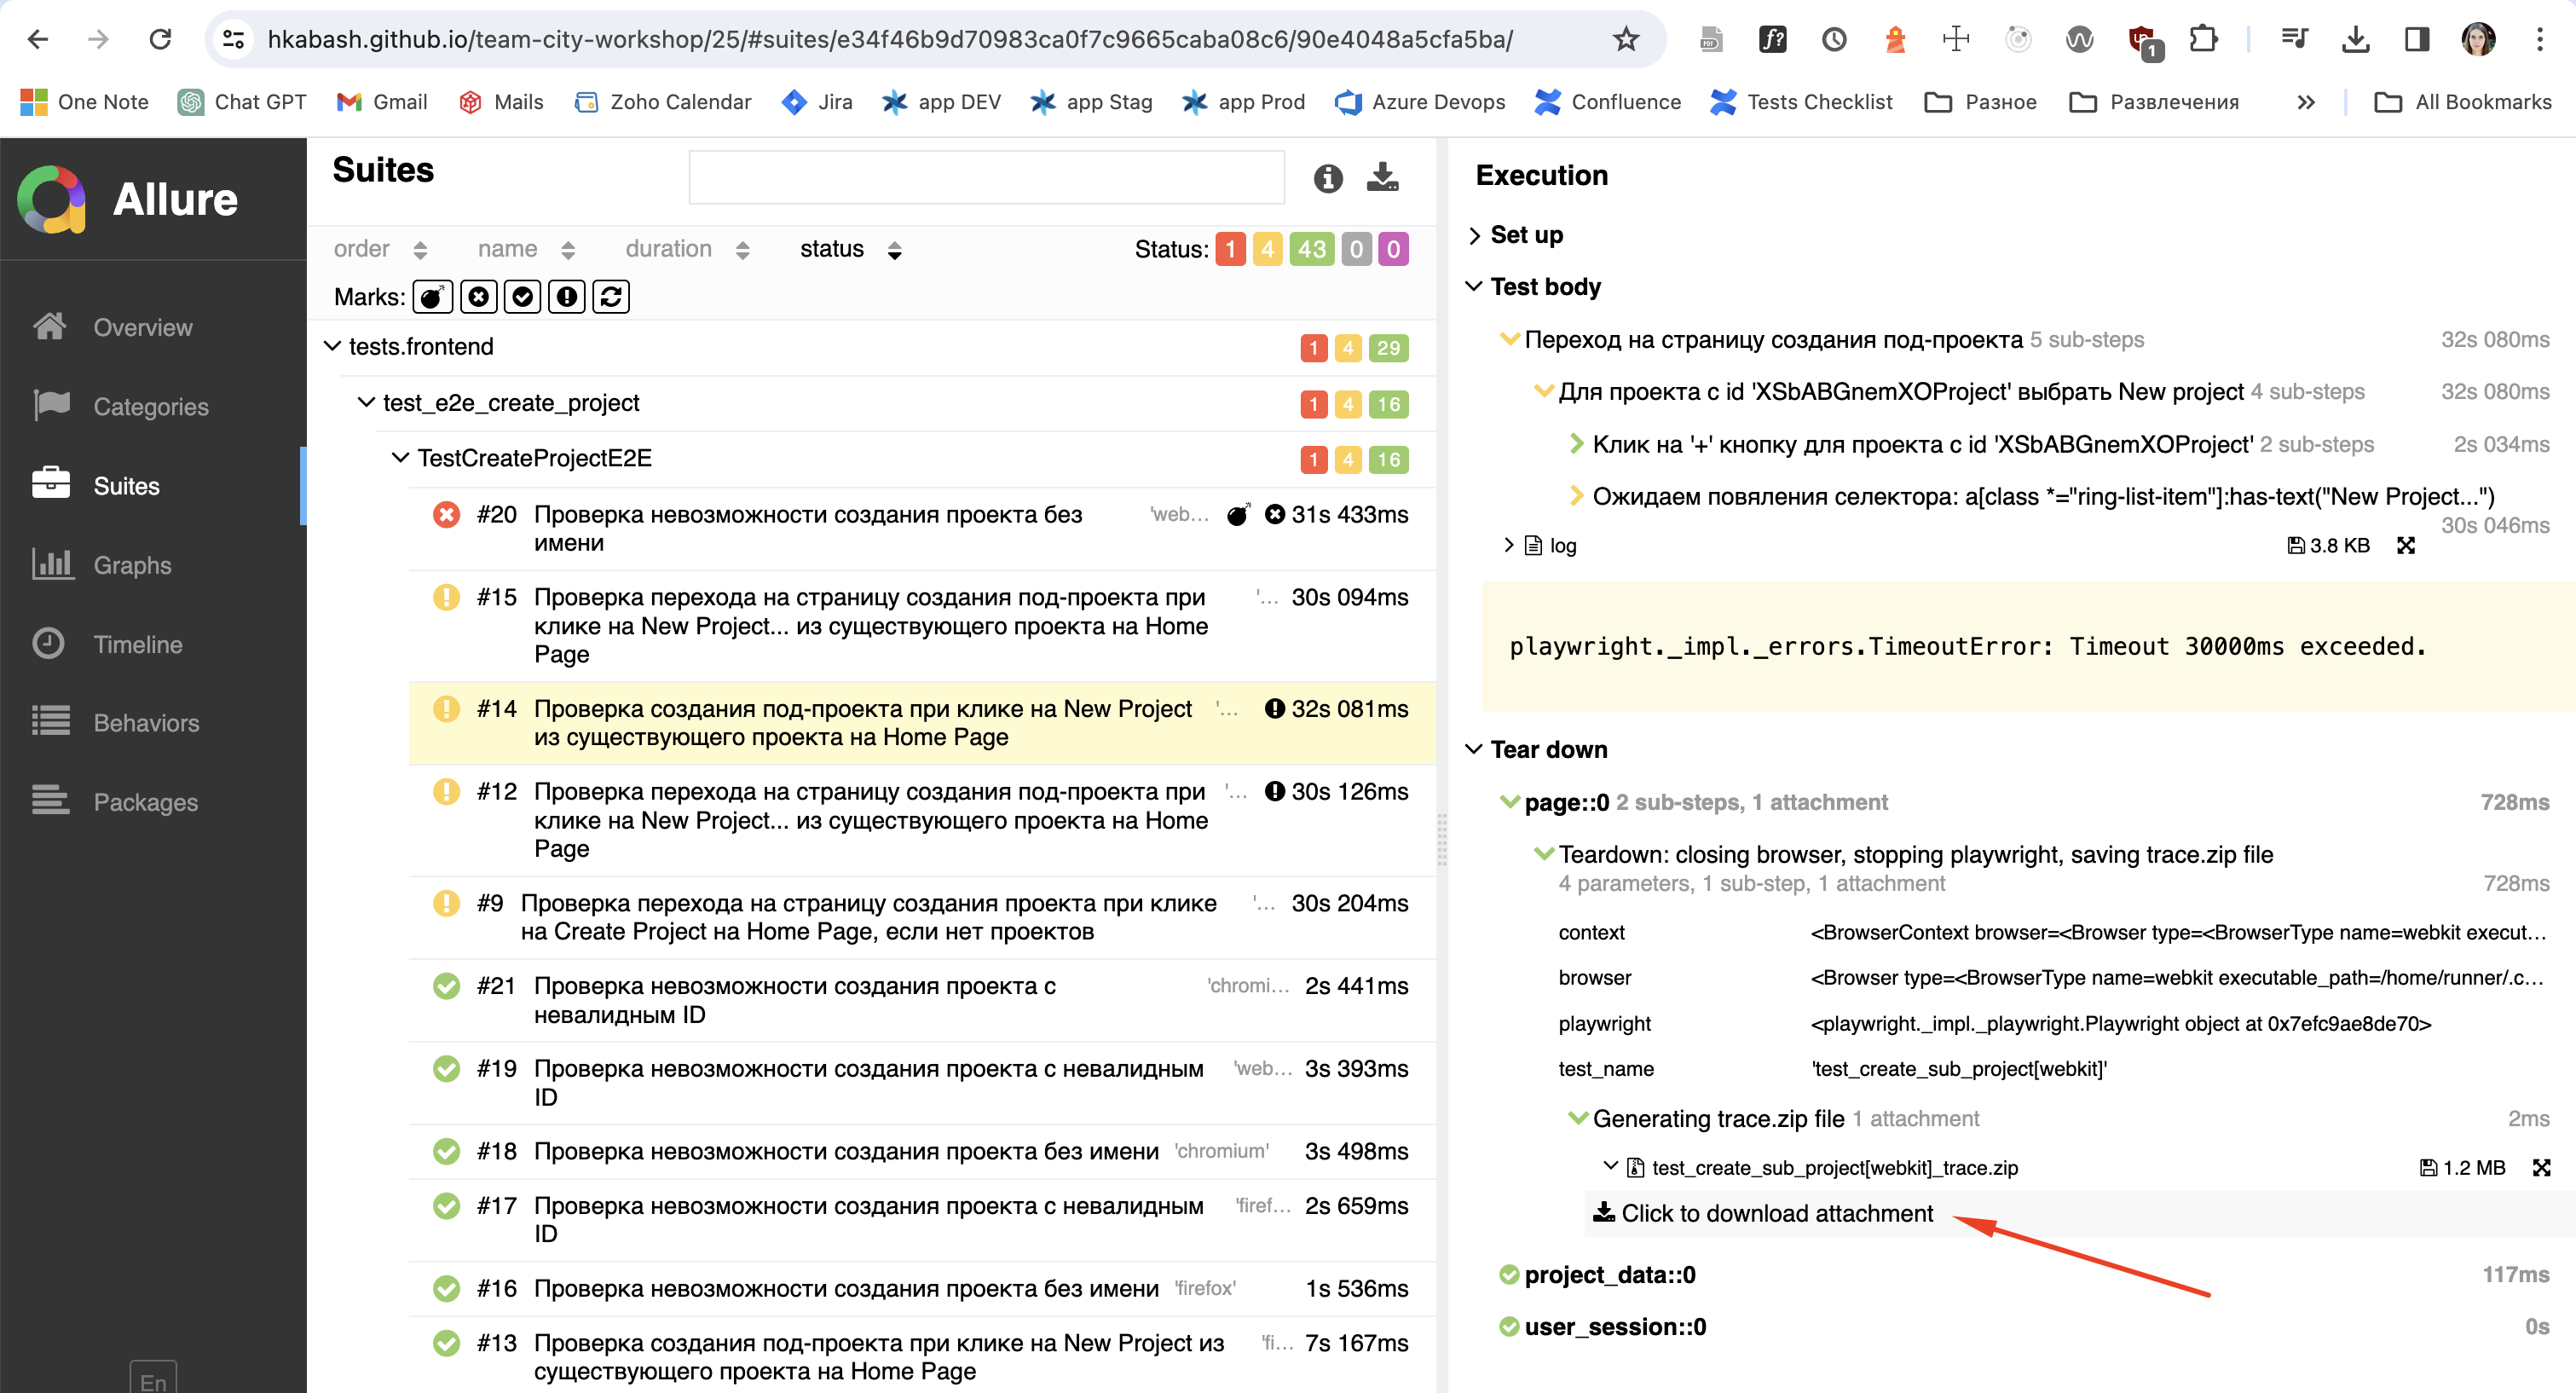 hkabash.github.io/team-city-workshop/25/#suites/e34f46b9d70983ca0f7c9665caba08c6/90e4048a5cfa5ba/
PDF
f?
1
One Note
Chat GPT
Gmail
Mails
Zoho Calendar
Jira
app DEV
app Stag
app Prod
Azure Devops
Confluence
Tests Checklist
Разное
Развлечения
»
All Bookmarks
Allure
Overview
Categories
Suites
Graphs
Timeline
Behaviors
Packages
En
Suites
order name duration status Status: 1 4 43 0 0
Marks:
tests.frontend 1 4 29
test_e2e_create_project 1 4 16
TestCreateProjectE2E 1 4 16
#20 Проверка невозможности создания проекта без 'web... 31s 433ms
имени
#15 Проверка перехода на страницу создания под-проекта при '... 30s 094ms
клике на New Project... из существующего проекта на Home
Page
#14 Проверка создания под-проекта при клике на New Project '... 32s 081ms
из существующего проекта на Home Page
#12 Проверка перехода на страницу создания под-проекта при '... 30s 126ms
клике на New Project... из существующего проекта на Home
Page
#9 Проверка перехода на страницу создания проекта при клике '... 30s 204ms
на Create Project на Home Page, если нет проектов
#21 Проверка невозможности создания проекта с 'chromi... 2s 441ms
невалидным ID
#19 Проверка невозможности создания проекта с невалидным 'web... 3s 393ms
ID
#18 Проверка невозможности создания проекта без имени 'chromium' 3s 498ms
#17 Проверка невозможности создания проекта с невалидным 'firef... 2s 659ms
ID
#16 Проверка невозможности создания проекта без имени 'firefox' 1s 536ms
#13 Проверка создания под-проекта при клике на New Project из 'fi... 7s 167ms
существующего проекта на Home Page
Execution
Set up
Test body
Переход на страницу создания под-проекта 5 sub-steps 32s 080ms
Для проекта с id 'XSbABGnemXOProject' выбрать New project 4 sub-steps 32s 080ms
Клик на '+' кнопку для проекта с id 'XSbABGnemXOProject' 2 sub-steps 2s 034ms
Ожидаем повяления селектора: a[class *="ring-list-item"]:has-text("New Project...")
30s 046ms
log 3.8 KB
playwright._impl._errors.TimeoutError: Timeout 30000ms exceeded.
Tear down
page::0 2 sub-steps, 1 attachment 728ms
Teardown: closing browser, stopping playwright, saving trace.zip file
4 parameters, 1 sub-step, 1 attachment 728ms
context <BrowserContext browser=<Browser type=<BrowserType name=webkit execut...
browser <Browser type=<BrowserType name=webkit executable_path=/home/runner/.c...
playwright <playwright._impl._playwright.Playwright object at 0x7efc9ae8de70>
test_name 'test_create_sub_project[webkit]'
Generating trace.zip file 1 attachment 2ms
test_create_sub_project[webkit]_trace.zip 1.2 MB
Click to download attachment
project_data::0 117ms
user_session::0 0s